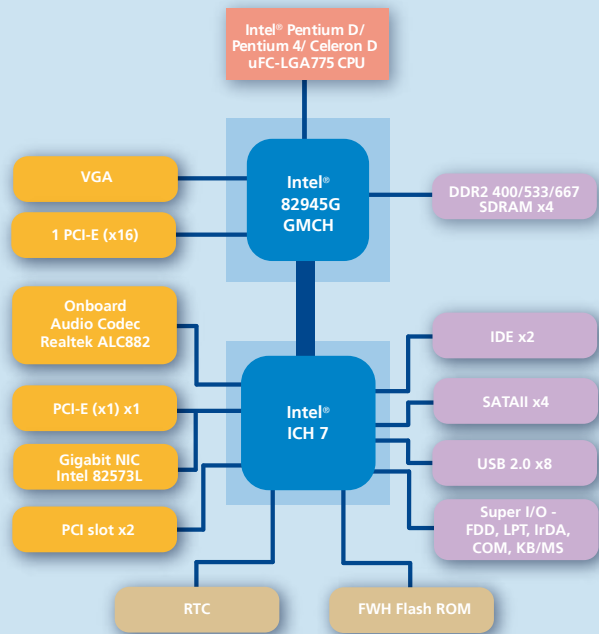 Intel® Pentium D/
Pentium 4/ Celeron D
uFC-LGA775 CPU
Intel®
82945G
GMCH
VGA
1 PCI-E (x16)
DDR2 400/533/667
SDRAM x4
Onboard
Audio Codec
Realtek ALC882
PCI-E (x1) x1
Gigabit NIC
Intel 82573L
PCI slot x2
Intel®
ICH 7
IDE x2
SATAII x4
USB 2.0 x8
Super I/O -
FDD, LPT, IrDA,
COM, KB/MS
RTC
FWH Flash ROM